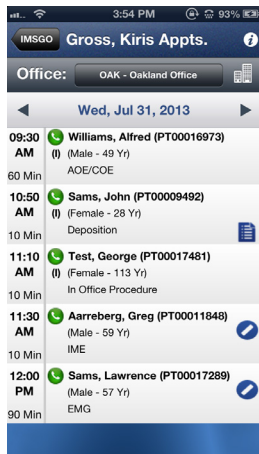 3:54 PM 93%
IMSGO Gross, Kiris Appts.
Office: OAK - Oakland Office
Wed, Jul 31, 2013
09:30 Williams, Alfred (PT00016973)
AM (I) (Male - 49 Yr)
60 Min AOE/COE
10:50 Sams, John (PT00009492)
AM (I) (Female - 28 Yr)
10 Min Deposition
11:10 Test, George (PT00017481)
AM (I) (Female - 113 Yr)
10 Min In Office Procedure
11:30 Aarreberg, Greg (PT00011848)
AM (Male - 59 Yr)
10 Min IME
12:00 Sams, Lawrence (PT00017289)
PM (Male - 57 Yr)
90 Min EMG